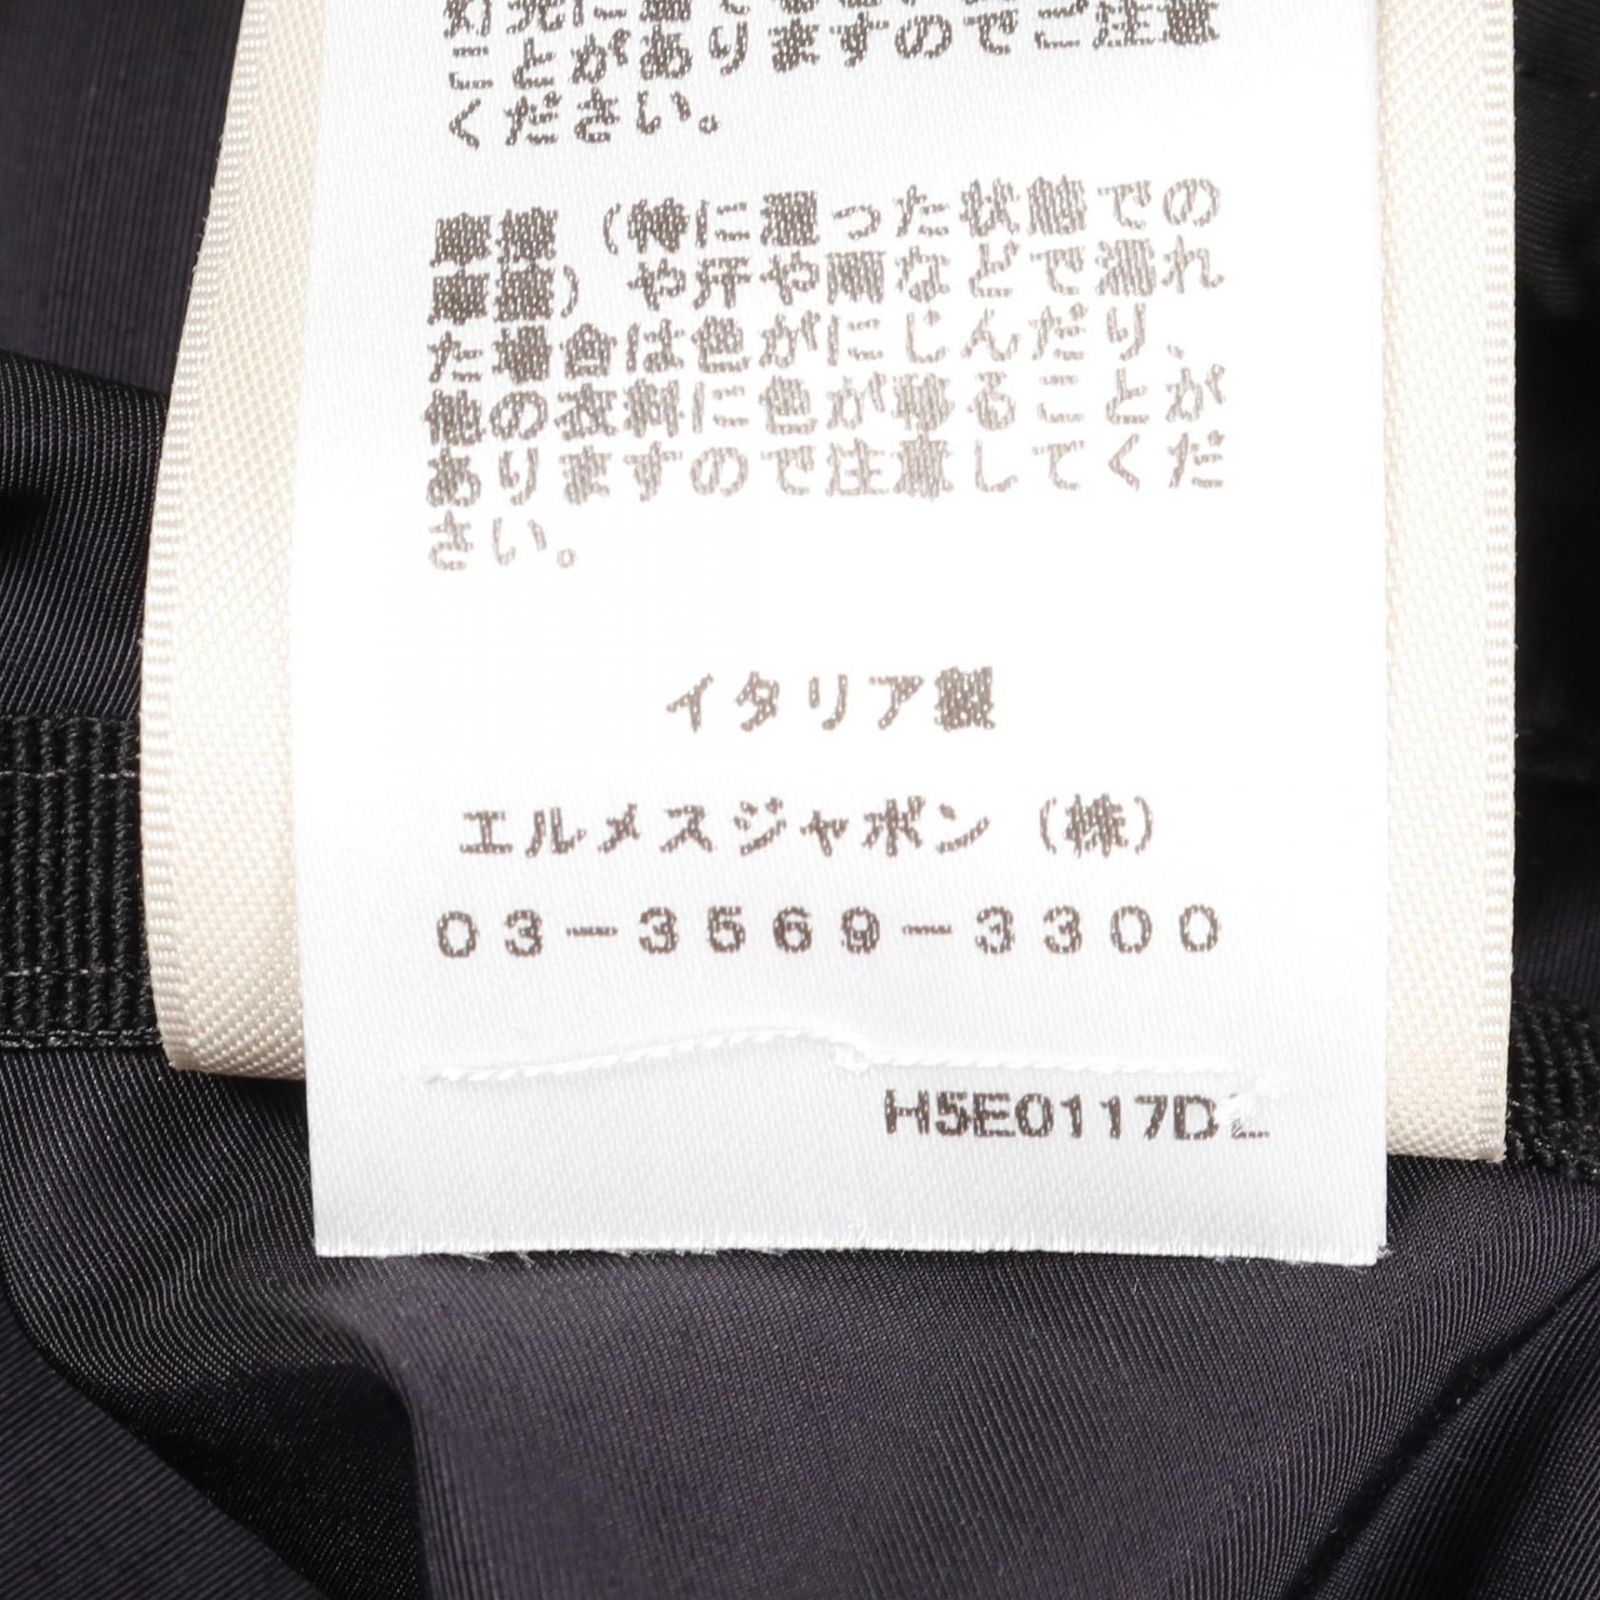 ことがありますのでご注意
ください。
摩擦（特に湿った状態での
摩擦）や汗や雨などで濡れ
た場合は色がにじんだり、
他の衣料に色が移ることが
ありますので注意してくだ
さい。
イタリア製
エルメスジャポン（株）
03-3569-3300
H5E0117D